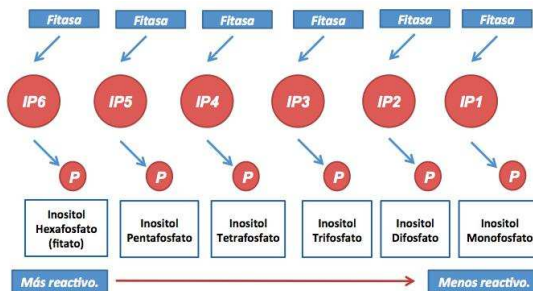 Fitasa Fitasa Fitasa Fitasa Fitasa Fitasa
IP6 IP5 IP4 IP3 IP2 IP1
P P P P P P
Inositol
Hexafosfato
(fitato)
Inositol
Pentafosfato
Inositol
Tetrafosfato
Inositol
Trifosfato
Inositol
Difosfato
Inositol
Monofosfato
Más reactivo. Menos reactivo.